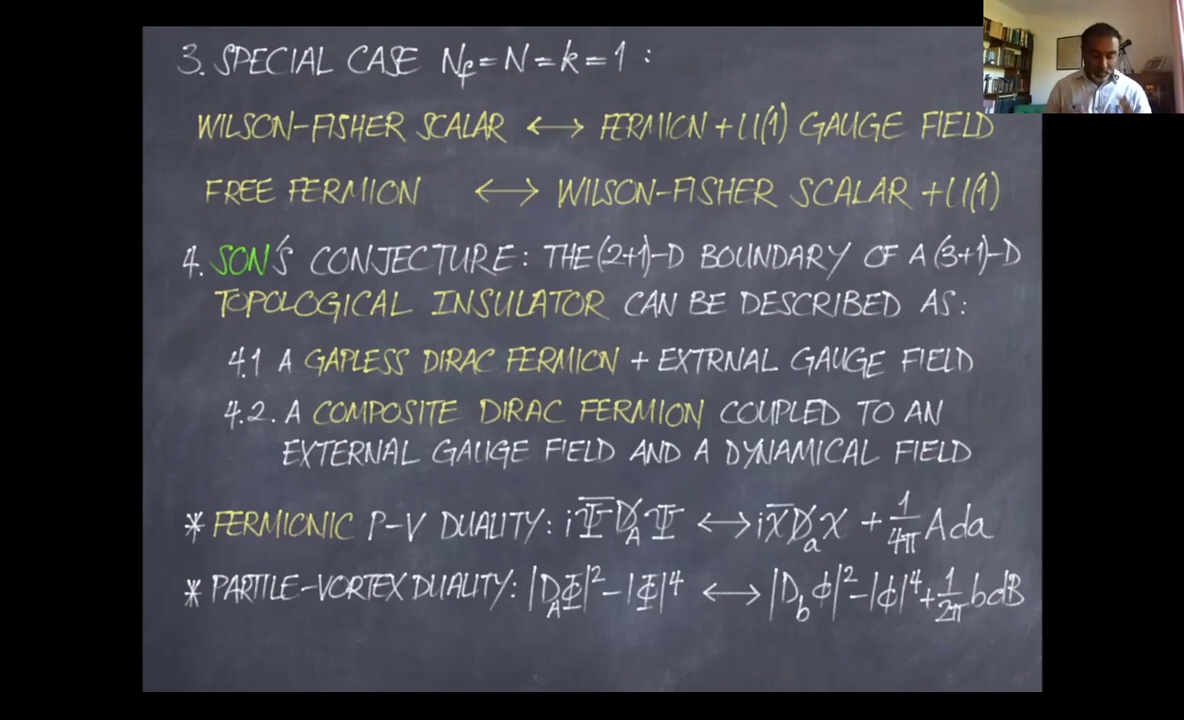 3. SPECIAL CASE N_f = N = k = 1 :
WILSON-FISHER SCALAR ⟷ FERMION + U(1) GAUGE FIELD
FREE FERMION ⟷ WILSON-FISHER SCALAR + U(1)
4. SON'S CONJECTURE: THE (2+1)-D BOUNDARY OF A (3+1)-D
TOPOLOGICAL INSULATOR CAN BE DESCRIBED AS:
4.1 A GAPLESS DIRAC FERMION + EXTRNAL GAUGE FIELD
4.2. A COMPOSITE DIRAC FERMION COUPLED TO AN
EXTERNAL GAUGE FIELD AND A DYNAMICAL FIELD
* FERMIONIC P-V DUALITY: iΨ̄D̸_AΨ ⟷ iχ̄D̸_aχ + 1/4π Ada
* PARTILE-VORTEX DUALITY: |D_AΦ|² - |Φ|⁴ ⟷ |D_bϕ|² - |ϕ|⁴ + 1/2π bdB